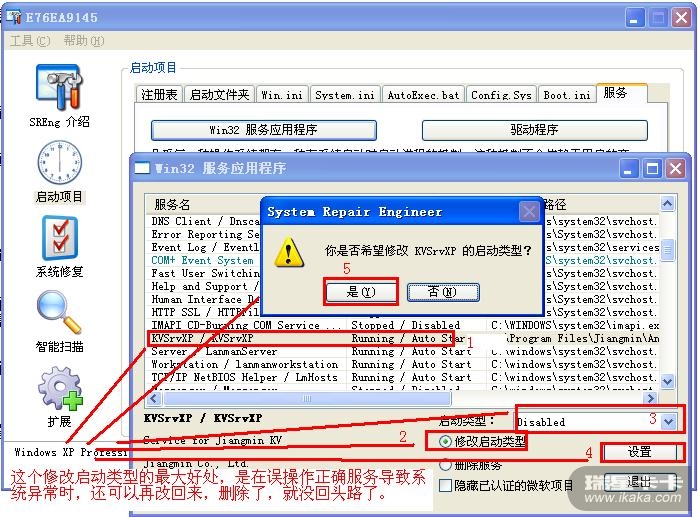 E76EA9145
工具(C) 帮助(H)
启动项目
注册表 启动文件夹 Win.ini System.ini AutoExec.bat Config.Sys Boot.ini 服务
Win32 服务应用程序 驱动程序
SREng 介绍
启动项目
系统修复
智能扫描
扩展
Windows XP Professi
Win32 服务应用程序
服务名 路径
DNS Client / Dnsca s\system32\svchost.
Error Reporting Se s\System32\svchost.
Event Log / Eventl s\system32\services
COM+ Event System S\System32\svchost.
Fast User Switchin s\System32\svchost.
Help and Support / s\System32\svchost.
Human Interface De s\System32\svchost.
HTTP SSL / HTTPFil s\System32\svchost.
IMAPI CD-Burning COM Service ... Stopped / Disabled C:\WINDOWS\system32\imapi.ex
KVSrvXP / KVSrvXP Running / Auto Star \Program Files\Jiangmin\An
Server / LanmanServer Running / Auto Start C:\windows\system32\svchost.
Workstation / lanmanworkstation Running / Auto Start C:\windows\system32\svchost.
TCP/IP NetBIOS Helper / LmHosts Running / Auto Start C:\windows\system32\svchost.
System Repair Engineer
你是否希望修改 KVSrvXP 的启动类型？
5
是(Y) 否(N)
1
KVSrvXP / KVSrvXP
Service for Jiangmin KV
Jiangmin Co., Ltd.
启动类型： Disabled 3
2 修改启动类型 4 设置
删除服务
隐藏已认证的微软项目 退出
这个修改启动类型的最大好处，是在误操作正确服务导致系
统异常时，还可以再改回来，删除了，就没回头路了。
瑞星卡卡
www.ikaka.com